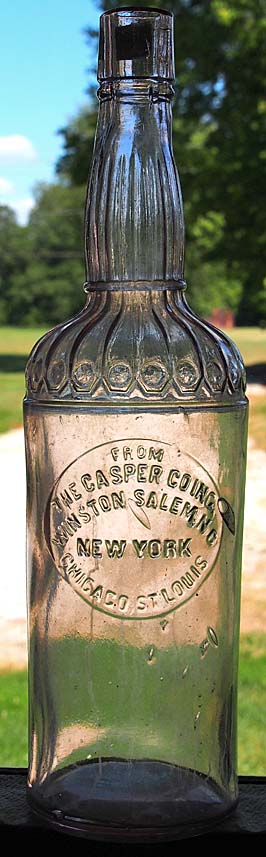 FROM
THE CASPER CO INC
WINSTON SALEM N.C
NEW YORK
CHICAGO, ST LOUIS